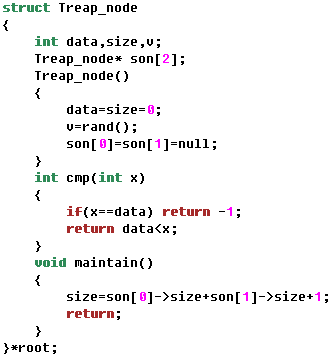 struct Treap_node
{
    int data,size,v;
    Treap_node* son[2];
    Treap_node()
    {
        data=size=0;
        v=rand();
        son[0]=son[1]=null;
    }
    int cmp(int x)
    {
        if(x==data) return -1;
        return data<x;
    }
    void maintain()
    {
        size=son[0]->size+son[1]->size+1;
        return;
    }
}*root;